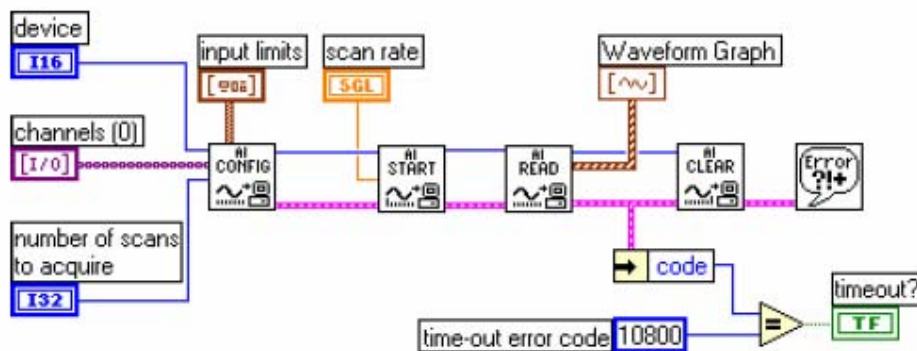 device
I16
input limits
scan rate
SGL
Waveform Graph
channels (0)
[I/O]
AI
CONFIG
AI
START
AI
READ
AI
CLEAR
Error
?!+
number of scans
to acquire
I32
code
timeout?
TF
time-out error code 10800
=